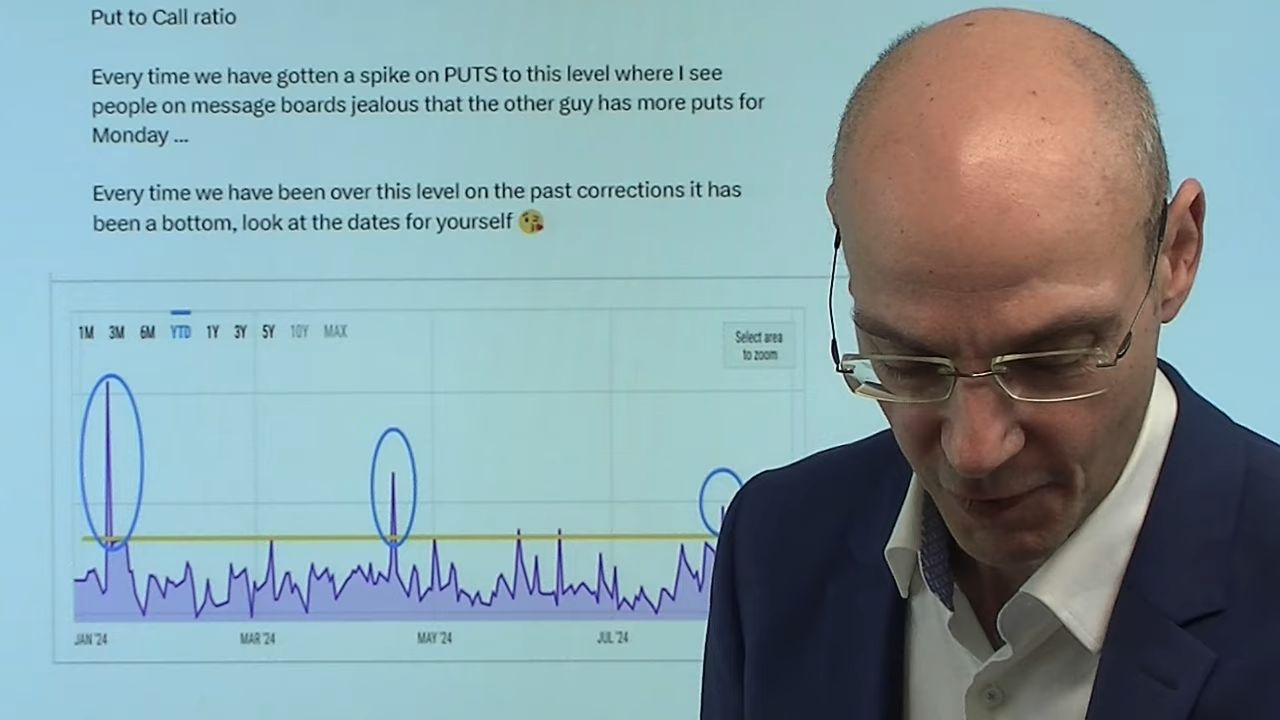 Put to Call ratio
Every time we have gotten a spike on PUTS to this level where I see
people on message boards jealous that the other guy has more puts for
Monday ...
Every time we have been over this level on the past corrections it has
been a bottom, look at the dates for yourself 😘
1M 3M 6M YTD 1Y 3Y 5Y 10Y MAX
Select area
to zoom
JAN '24 MAR '24 MAY '24 JUL '24